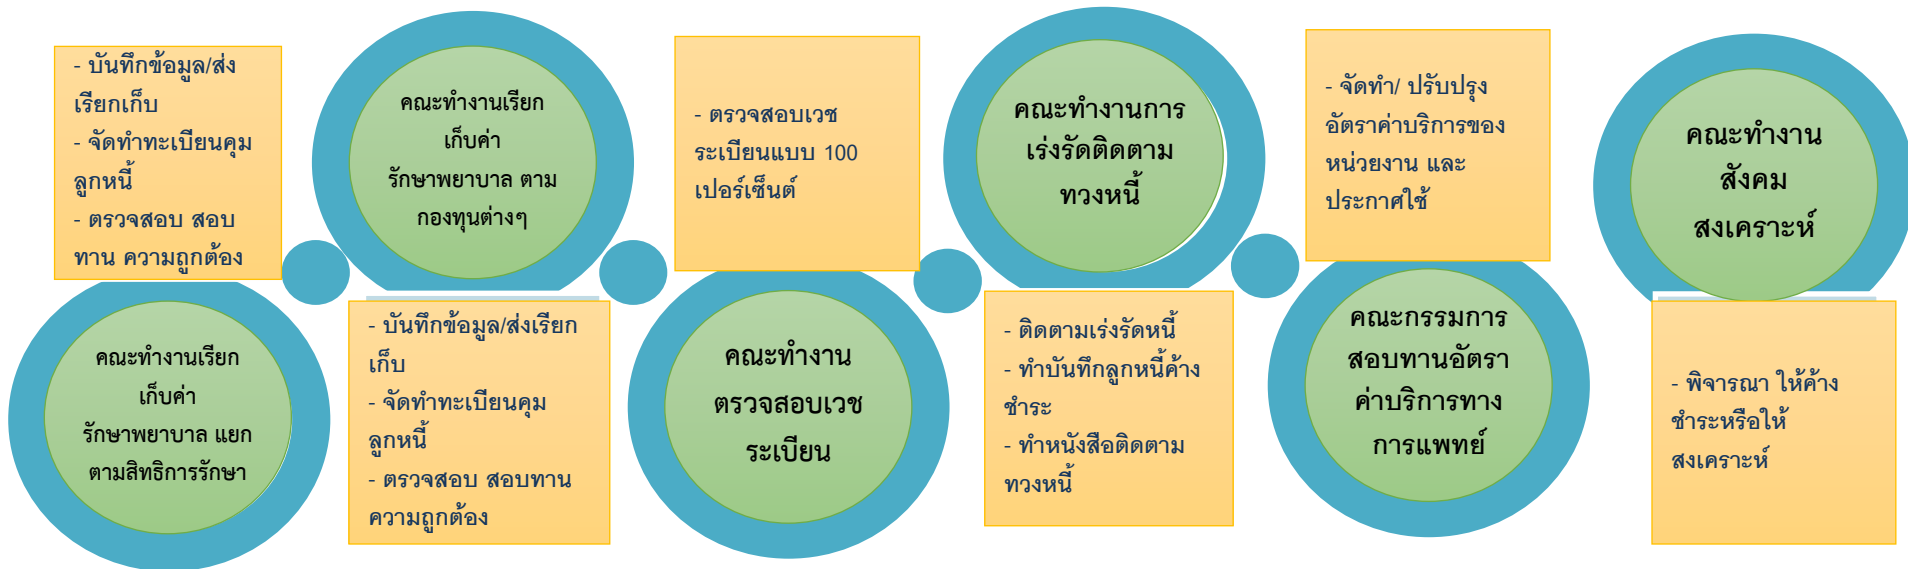 - บันทึกข้อมูล/ส่ง
เรียกเก็บ
- จัดทำทะเบียนคุม
ลูกหนี้
- ตรวจสอบ สอบ
ทาน ความถูกต้อง
คณะทำงานเรียก
เก็บค่า
รักษาพยาบาล แยก
ตามสิทธิการรักษา
คณะทำงานเรียก
เก็บค่า
รักษาพยาบาล ตาม
กองทุนต่างๆ
- บันทึกข้อมูล/ส่งเรียก
เก็บ
- จัดทำทะเบียนคุม
ลูกหนี้
- ตรวจสอบ สอบทาน
ความถูกต้อง
- ตรวจสอบเวช
ระเบียนแบบ 100
เปอร์เซ็นต์
คณะทำงาน
ตรวจสอบเวช
ระเบียน
คณะทำงานการ
เร่งรัดติดตาม
ทวงหนี้
- ติดตามเร่งรัดหนี้
- ทำบันทึกลูกหนี้ค้าง
ชำระ
- ทำหนังสือติดตาม
ทวงหนี้
- จัดทำ/ ปรับปรุง
อัตราค่าบริการของ
หน่วยงาน และ
ประกาศใช้
คณะกรรมการ
สอบทานอัตรา
ค่าบริการทาง
การแพทย์
คณะทำงาน
สังคม
สงเคราะห์
- พิจารณา ให้ค้าง
ชำระหรือให้
สงเคราะห์